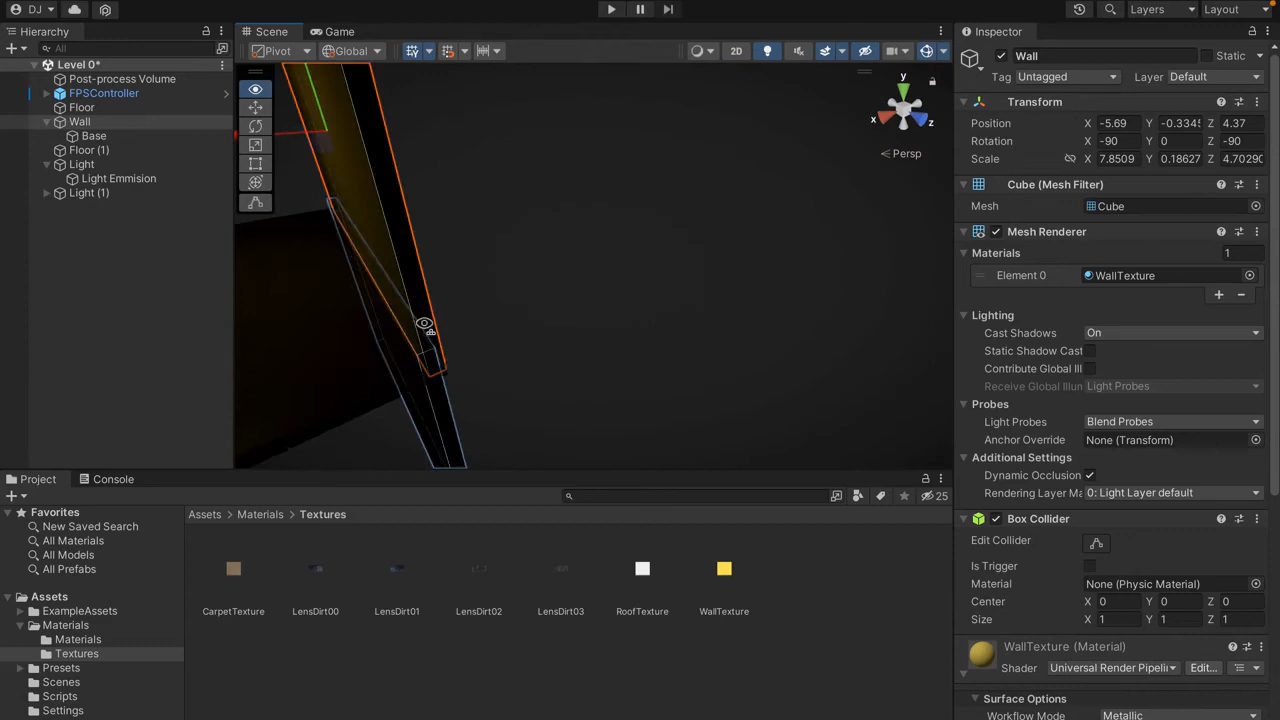 DJ
Layers
Layout
Hierarchy
Scene
Game
Inspector
All
Pivot
Global
2D
Wall
Static
Tag
Untagged
Layer
Default
Level 0*
Post-process Volume
FPSController
Floor
Wall
Base
Floor (1)
Light
Light Emmision
Light (1)
y
x
z
Persp
Transform
Position X -5.69 Y -0.3345 Z 4.37
Rotation X -90 Y 0 Z -90
Scale X 7.8509 Y 0.18627 Z 4.70290
Cube (Mesh Filter)
Mesh Cube
Mesh Renderer
Materials 1
Element 0 WallTexture
Lighting
Cast Shadows On
Static Shadow Cast
Contribute Global Ill
Receive Global Illum Light Probes
Probes
Light Probes Blend Probes
Anchor Override None (Transform)
Additional Settings
Dynamic Occlusion
Rendering Layer Ma 0: Light Layer default
Box Collider
Edit Collider
Is Trigger
Material None (Physic Material)
Center X 0 Y 0 Z 0
Size X 1 Y 1 Z 1
WallTexture (Material)
Shader Universal Render Pipelin Edit...
Surface Options
Workflow Mode Metallic
Project
Console
25
Favorites
New Saved Search
All Materials
All Models
All Prefabs
Assets
ExampleAssets
Materials
Materials
Textures
Presets
Scenes
Scripts
Settings
Assets > Materials > Textures
CarpetTexture
LensDirt00
LensDirt01
LensDirt02
LensDirt03
RoofTexture
WallTexture